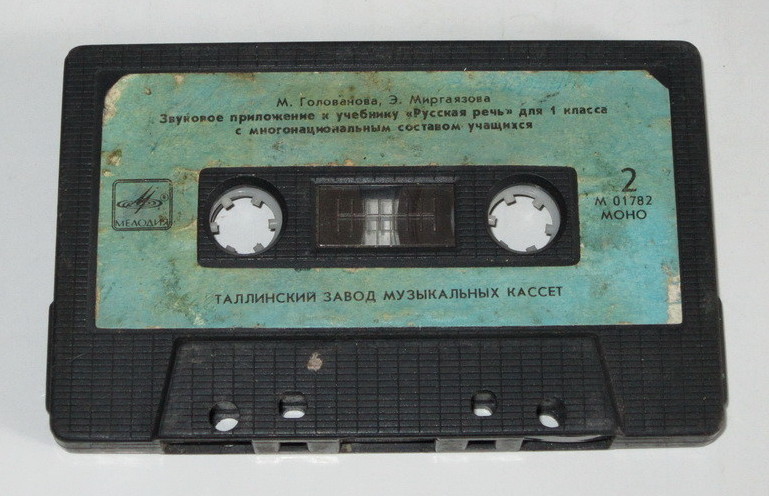 М. Голованова, Э. Миргаязова
Звуковое приложение к учебнику «Русская речь» для 1 класса
с многонациональным составом учащихся
МЕЛОДИЯ
2
М 01782
МОНО
ТАЛЛИНСКИЙ ЗАВОД МУЗЫКАЛЬНЫХ КАССЕТ